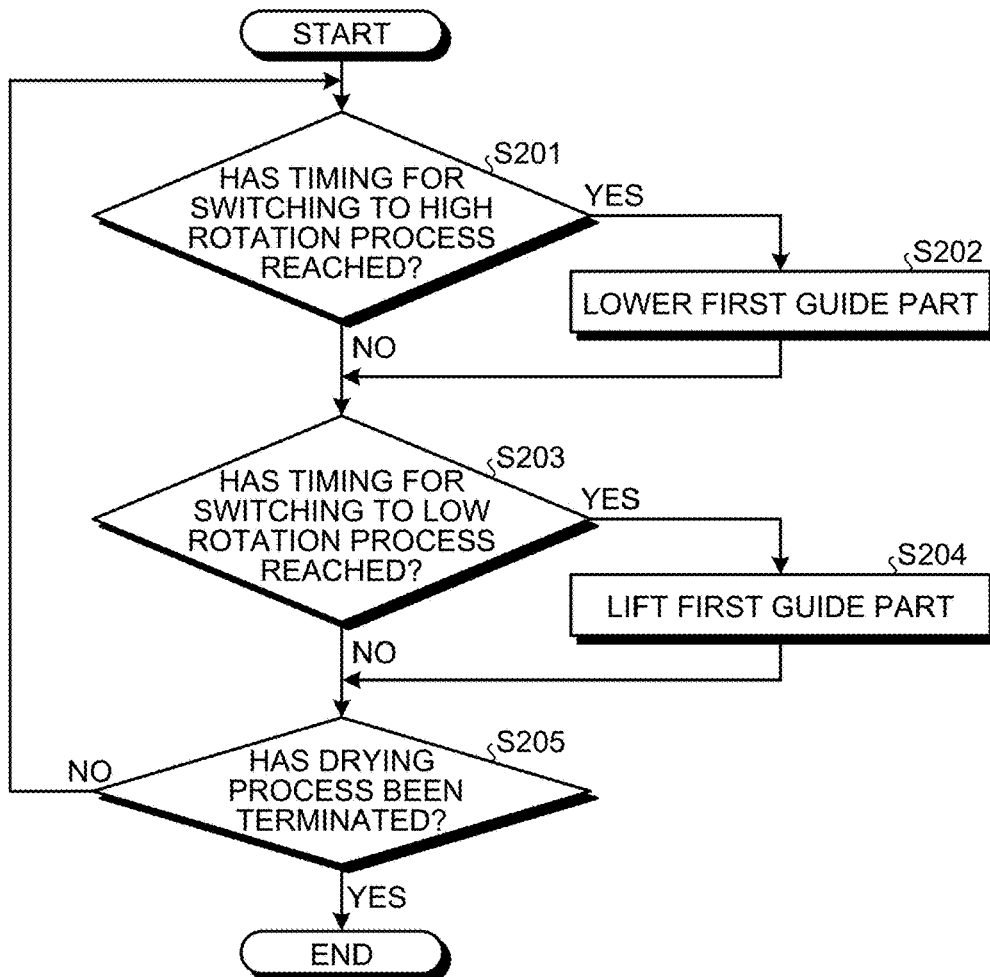 START
S201
HAS TIMING FOR
SWITCHING TO HIGH
ROTATION PROCESS
REACHED?
YES
S202
LOWER FIRST GUIDE PART
NO
S203
HAS TIMING FOR
SWITCHING TO LOW
ROTATION PROCESS
REACHED?
YES
S204
LIFT FIRST GUIDE PART
NO
S205
HAS DRYING
PROCESS BEEN
TERMINATED?
NO
YES
END